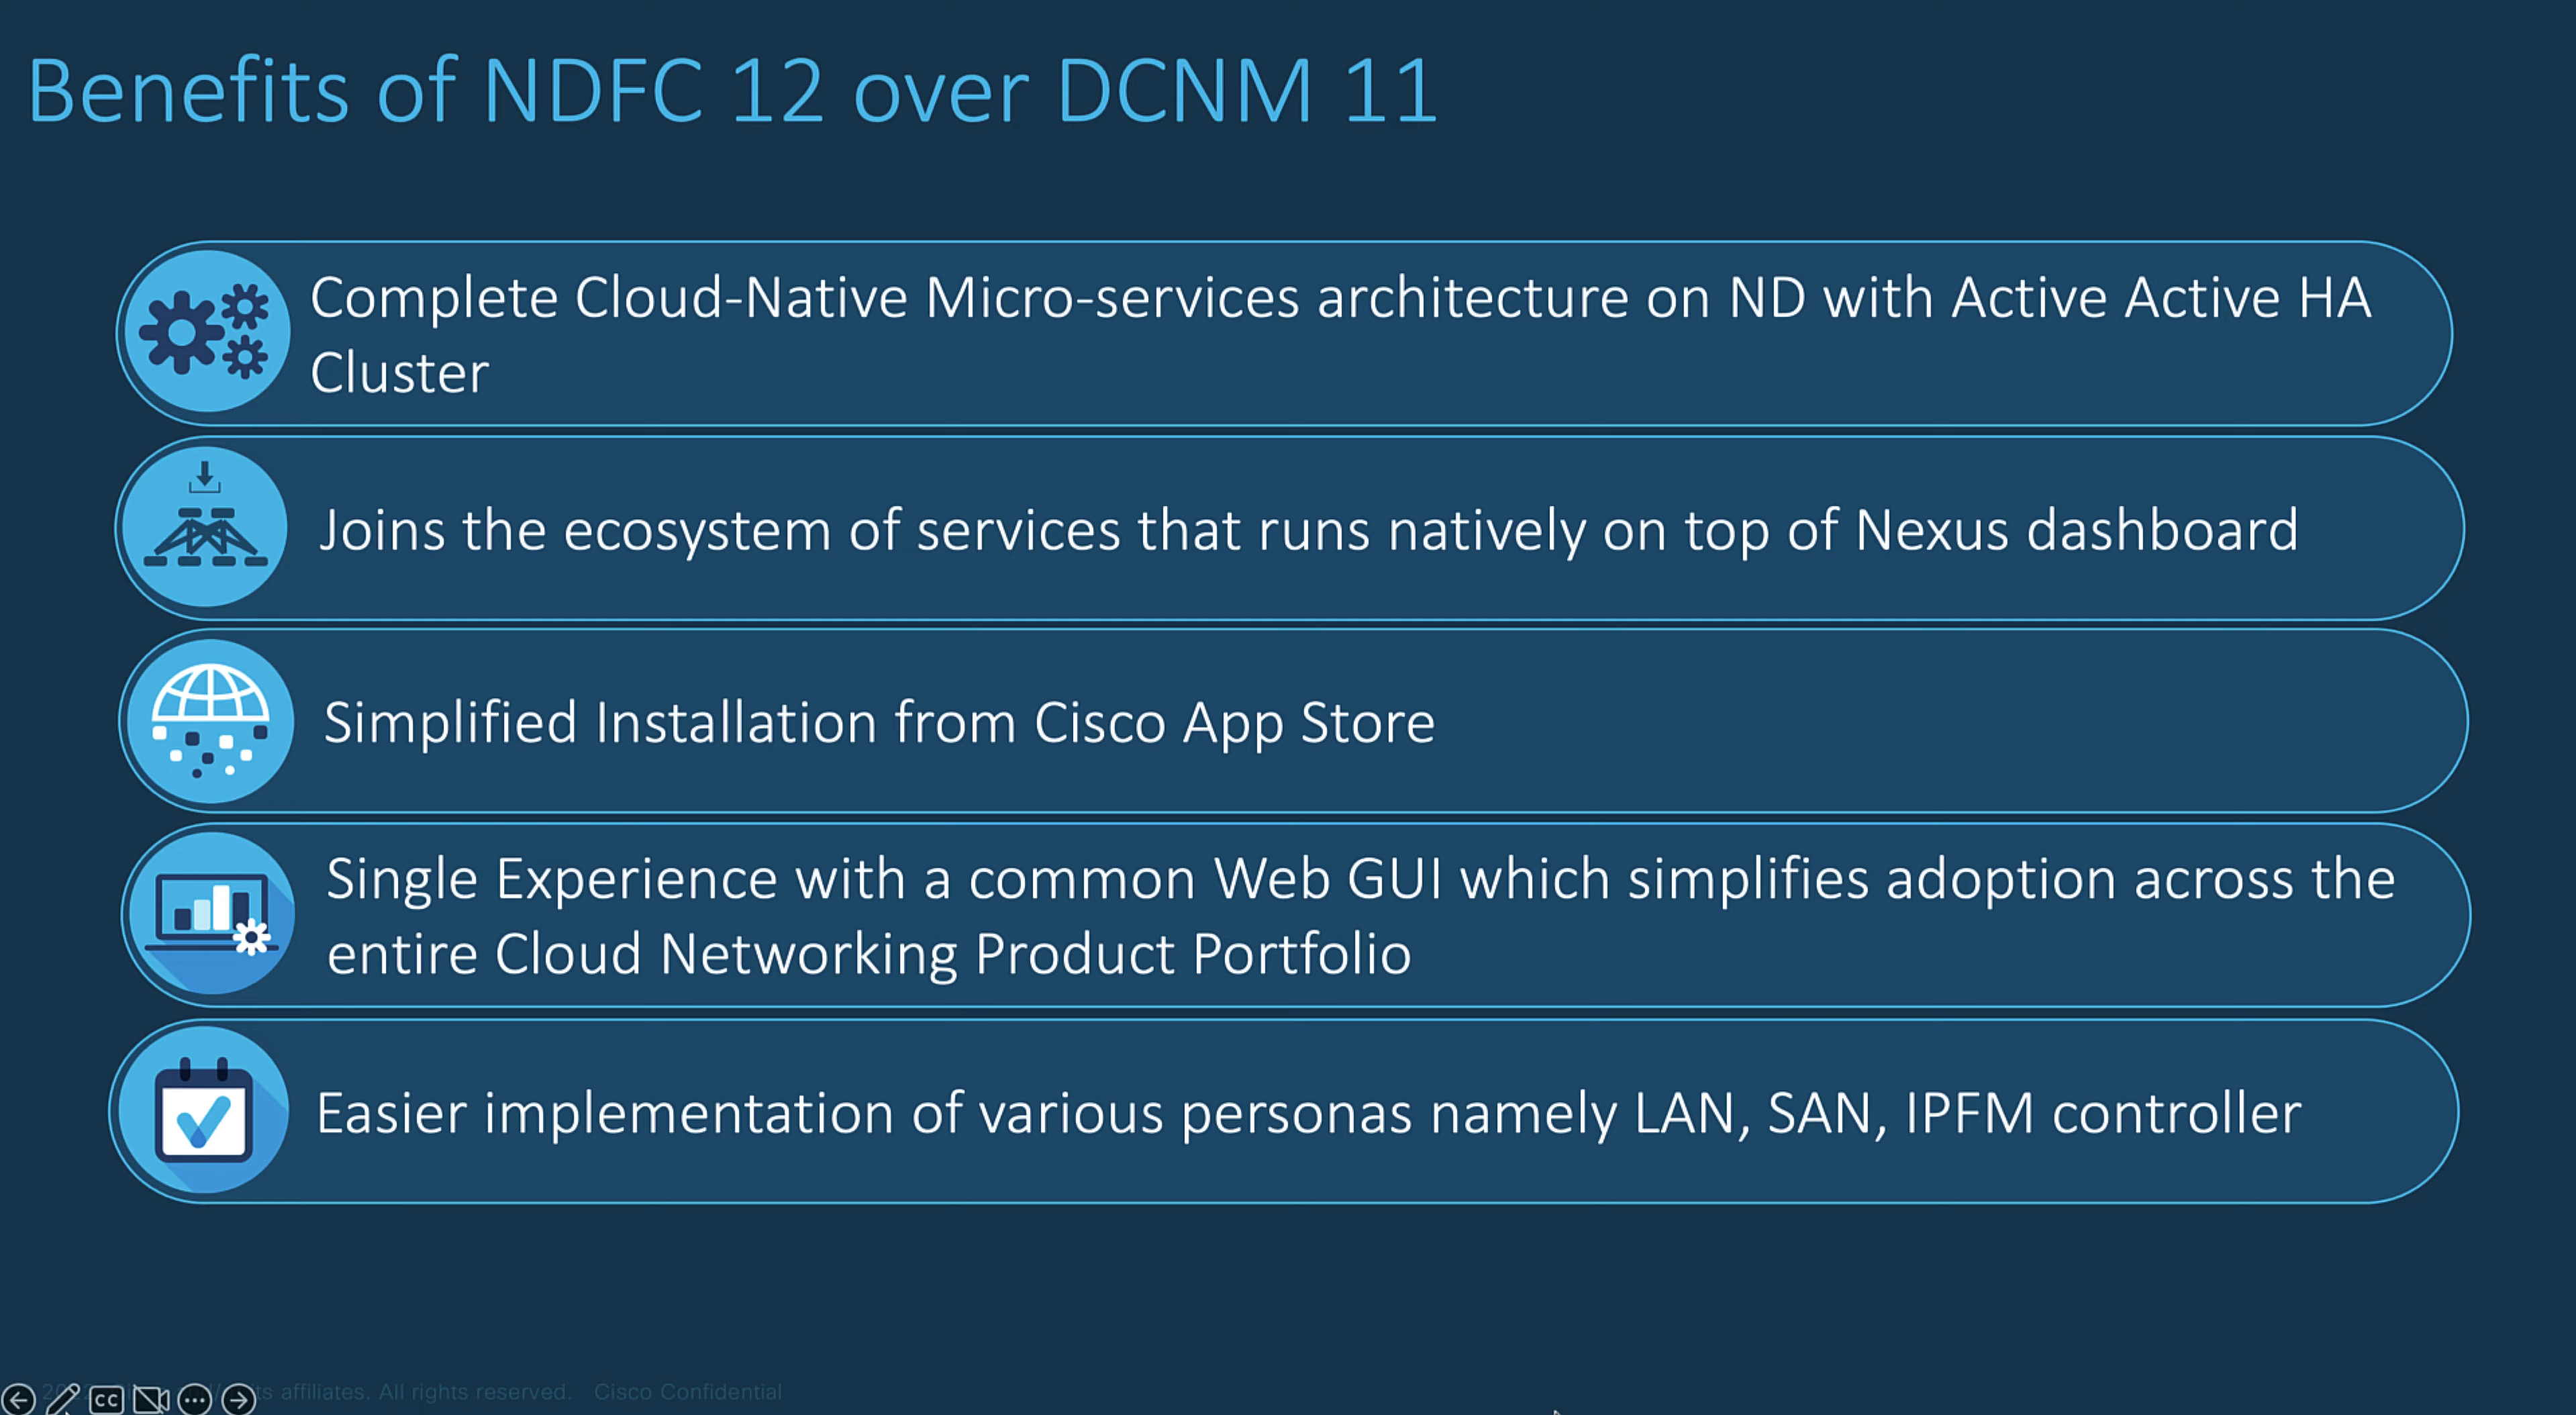 Benefits of NDFC 12 over DCNM 11
Complete Cloud-Native Micro-services architecture on ND with Active Active HA
Cluster
Joins the ecosystem of services that runs natively on top of Nexus dashboard
Simplified Installation from Cisco App Store
Single Experience with a common Web GUI which simplifies adoption across the
entire Cloud Networking Product Portfolio
Easier implementation of various personas namely LAN, SAN, IPFM controller
affiliates. All rights reserved. Cisco Confidential
CC